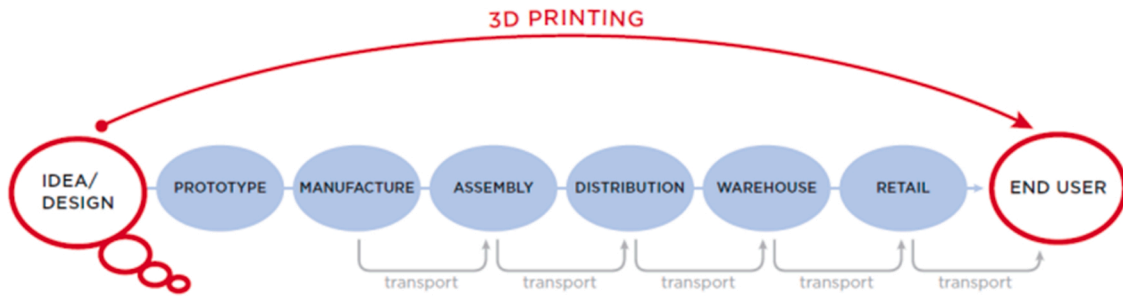 3D PRINTING
IDEA/
DESIGN
PROTOTYPE
MANUFACTURE
ASSEMBLY
DISTRIBUTION
WAREHOUSE
RETAIL
END USER
transport
transport
transport
transport
transport